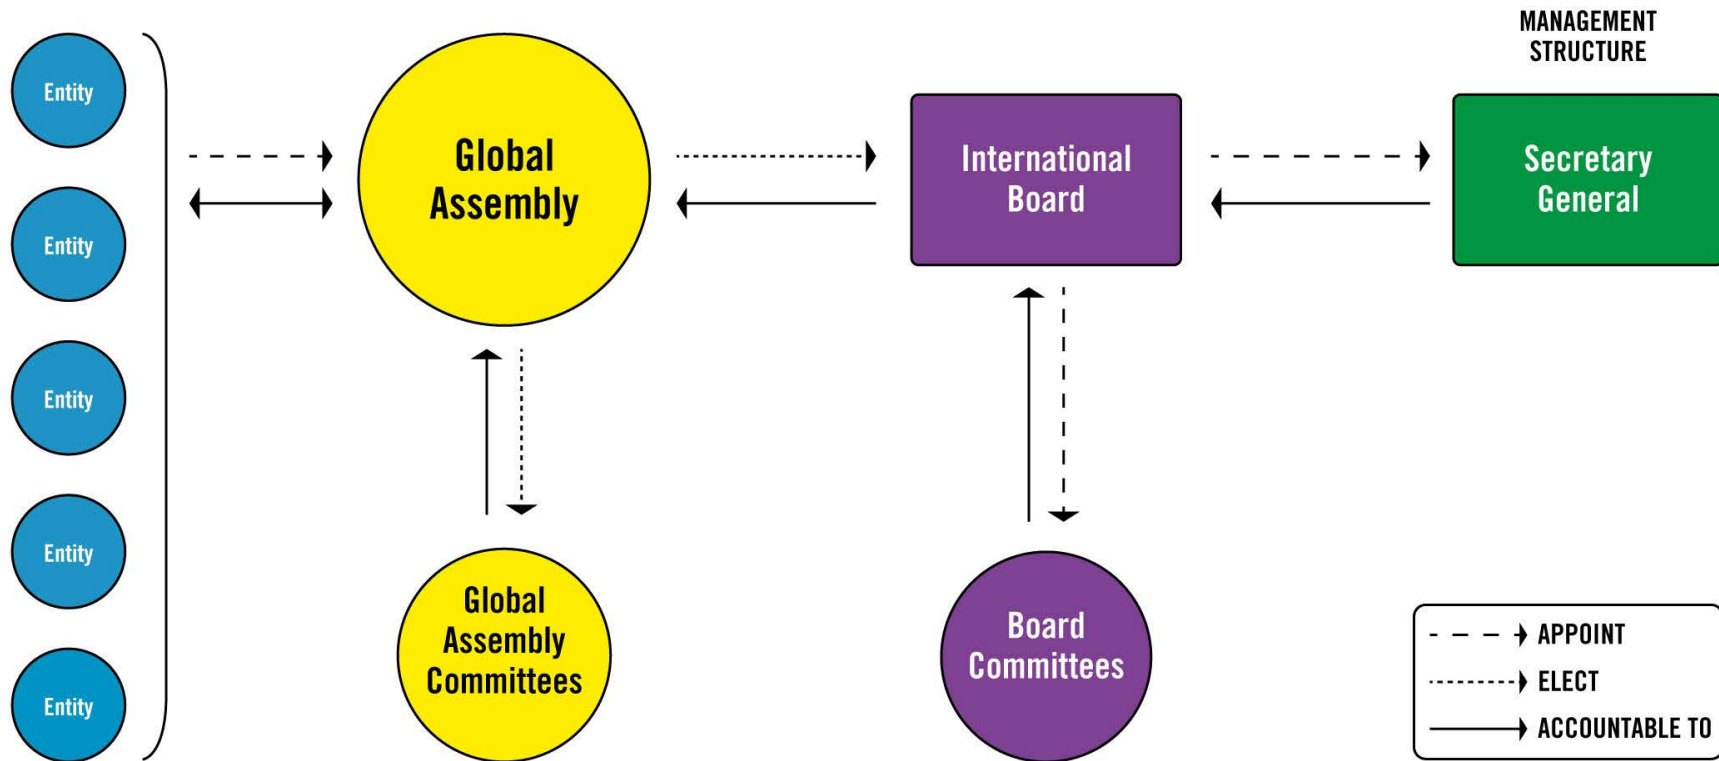 MANAGEMENT
STRUCTURE
Entity
Entity
Entity
Entity
Entity
Global
Assembly
International
Board
Secretary
General
Global
Assembly
Committees
Board
Committees
APPOINT
ELECT
ACCOUNTABLE TO